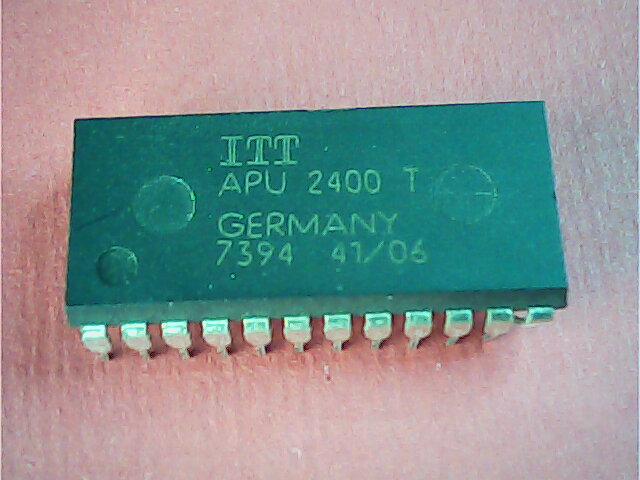 ITT
APU 2400 T
GERMANY
7394 41/06